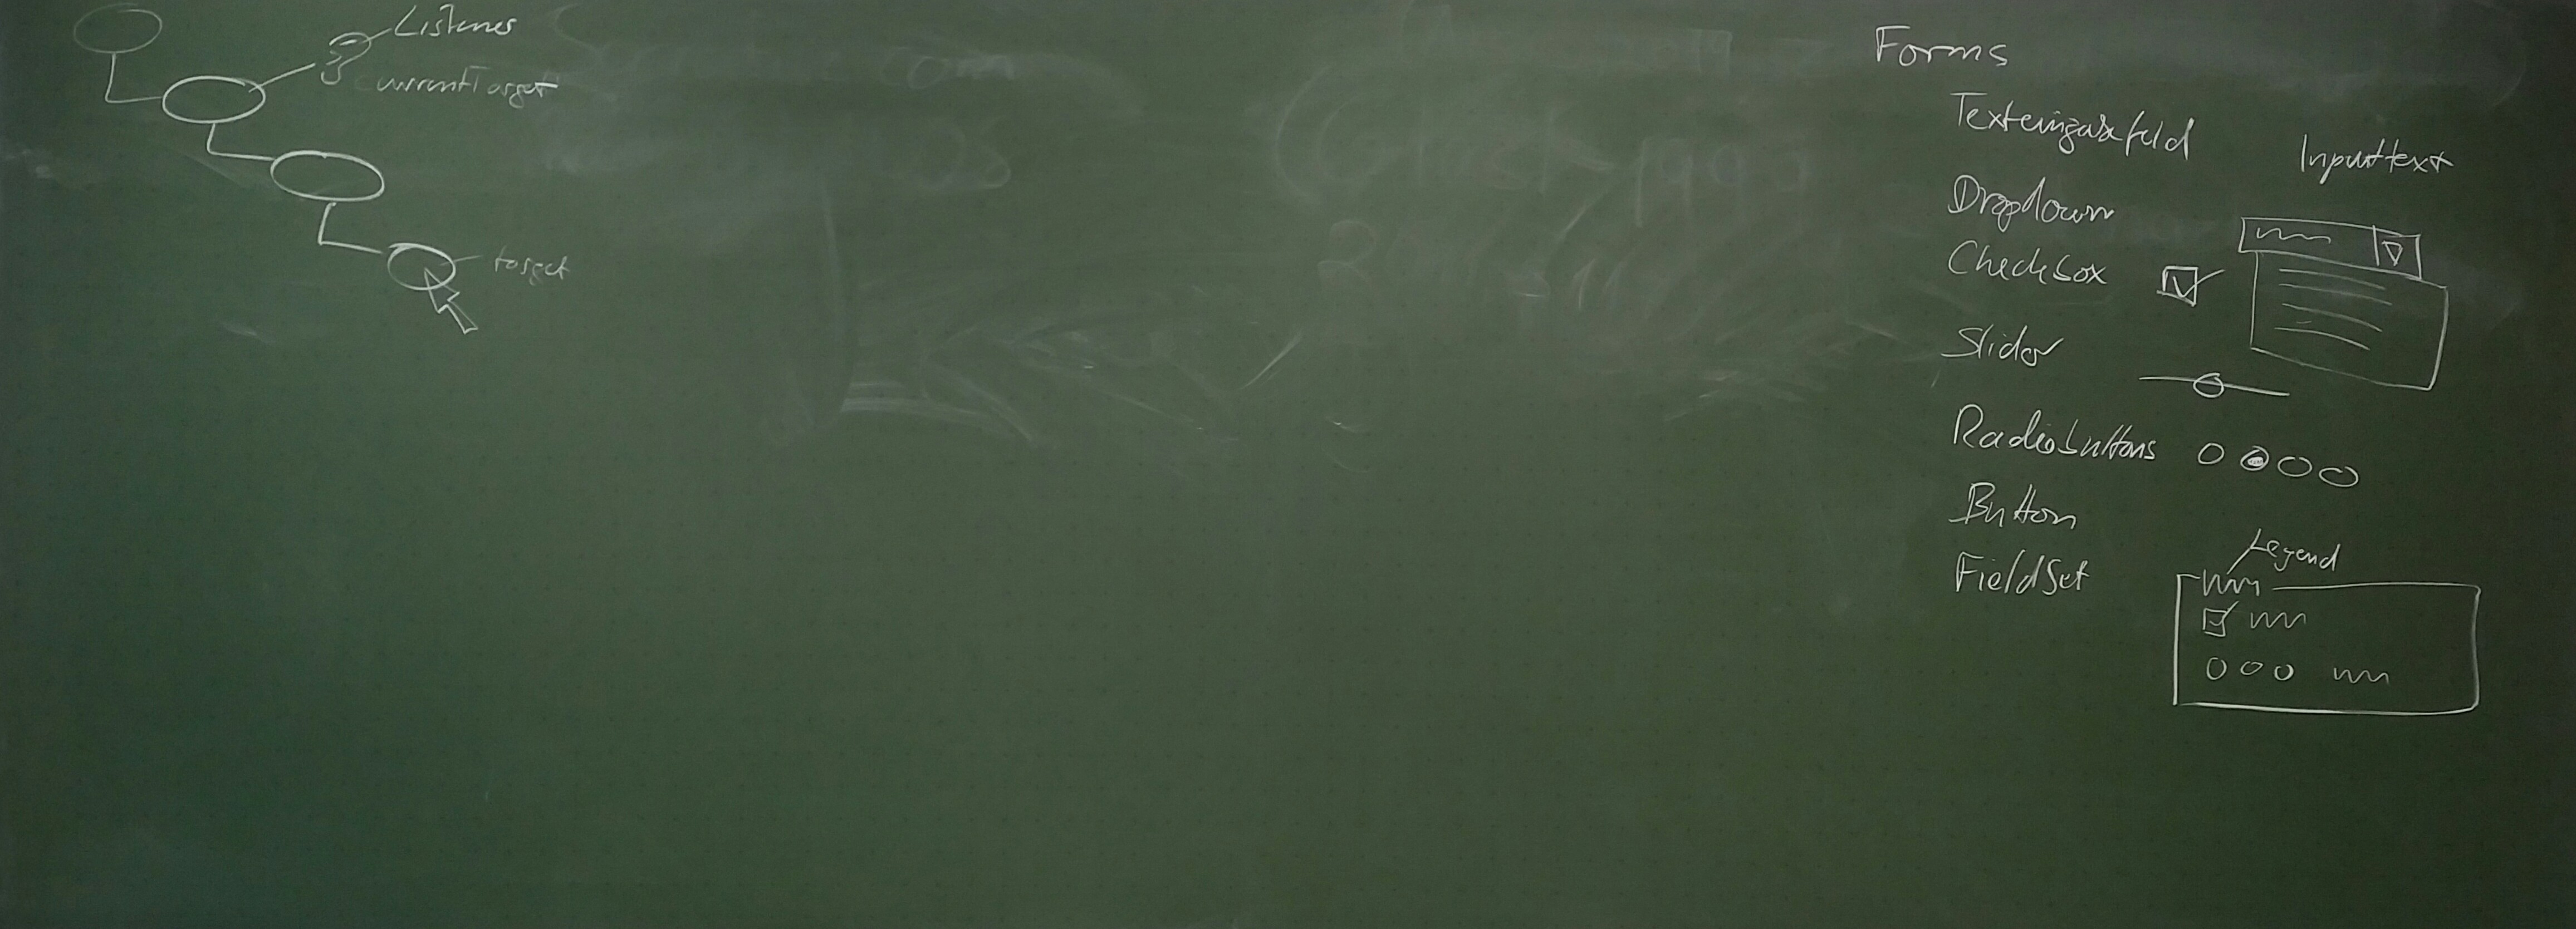 Listener
currentTarget
target
Forms
Texteingabefeld
Inputtext
Dropdown
Checkbox
Slider
Radiobuttons
Button
FieldSet
Legend